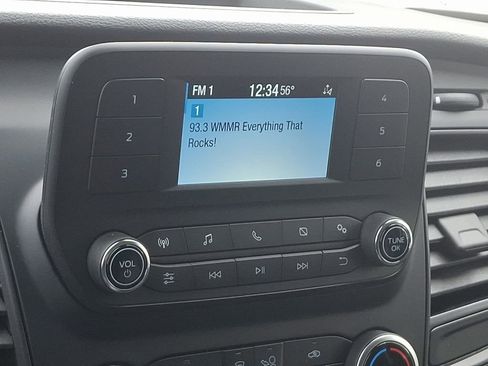 FM 1 12:34 56°
1
93.3 WMMR Everything That
Rocks!
1
2
3
4
5
6
VOL
TUNE
OK